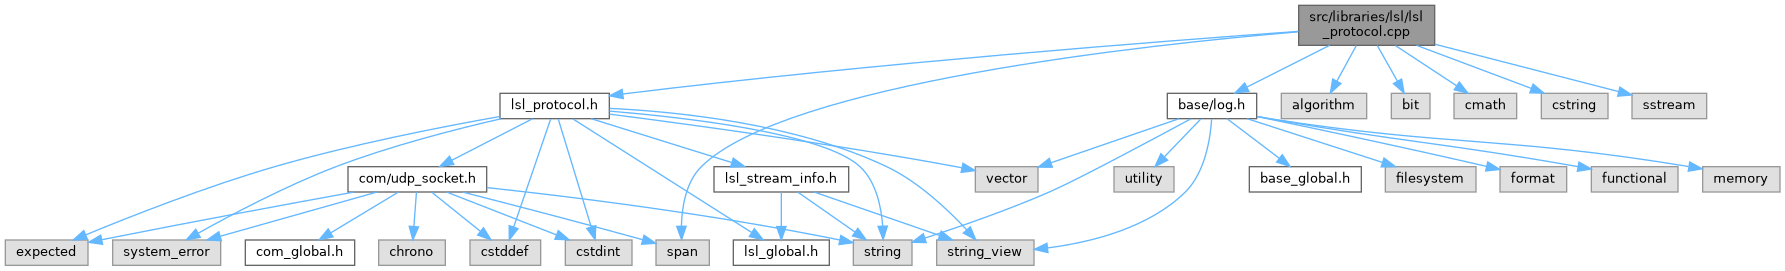 src/libraries/lsl/lsl
_protocol.cpp
lsl_protocol.h
base/log.h
algorithm
bit
cmath
cstring
sstream
com/udp_socket.h
lsl_stream_info.h
vector
utility
base_global.h
filesystem
format
functional
memory
expected
system_error
com_global.h
chrono
cstddef
cstdint
span
lsl_global.h
string
string_view